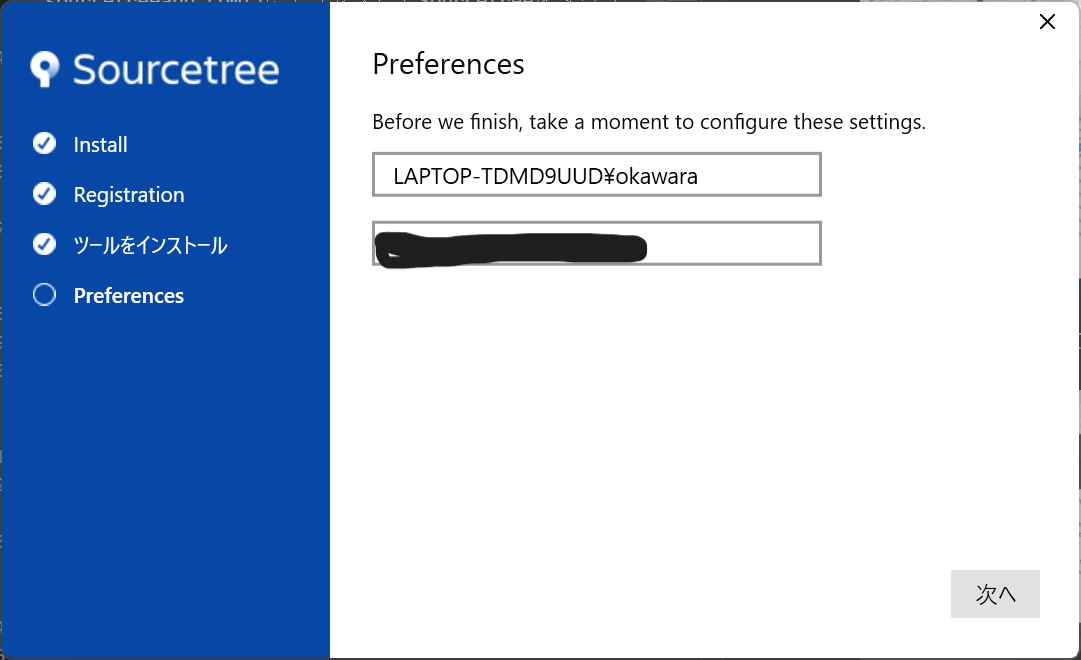 Sourcetree
Install
Registration
ツールをインストール
Preferences
Preferences
Before we finish, take a moment to configure these settings.
LAPTOP-TDMD9UUD¥okawara
次へ